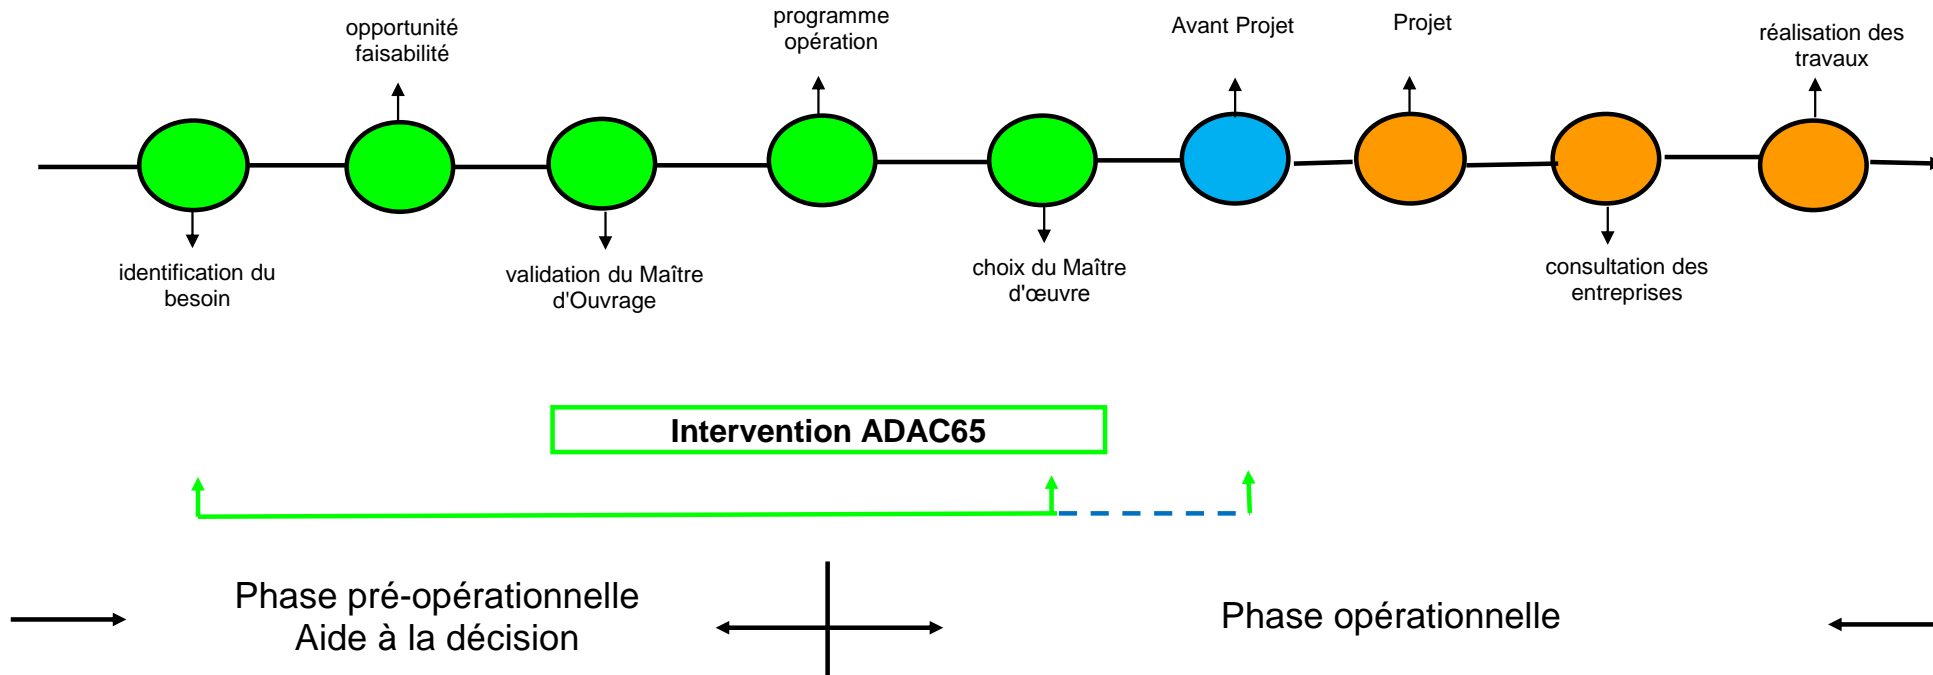 opportunité
faisabilité
programme
opération
Avant Projet
Projet
réalisation des
travaux
identification du
besoin
validation du Maître
d'Ouvrage
choix du Maître
d'œuvre
consultation des
entreprises
Intervention ADAC65
Phase pré-opérationnelle
Aide à la décision
Phase opérationnelle